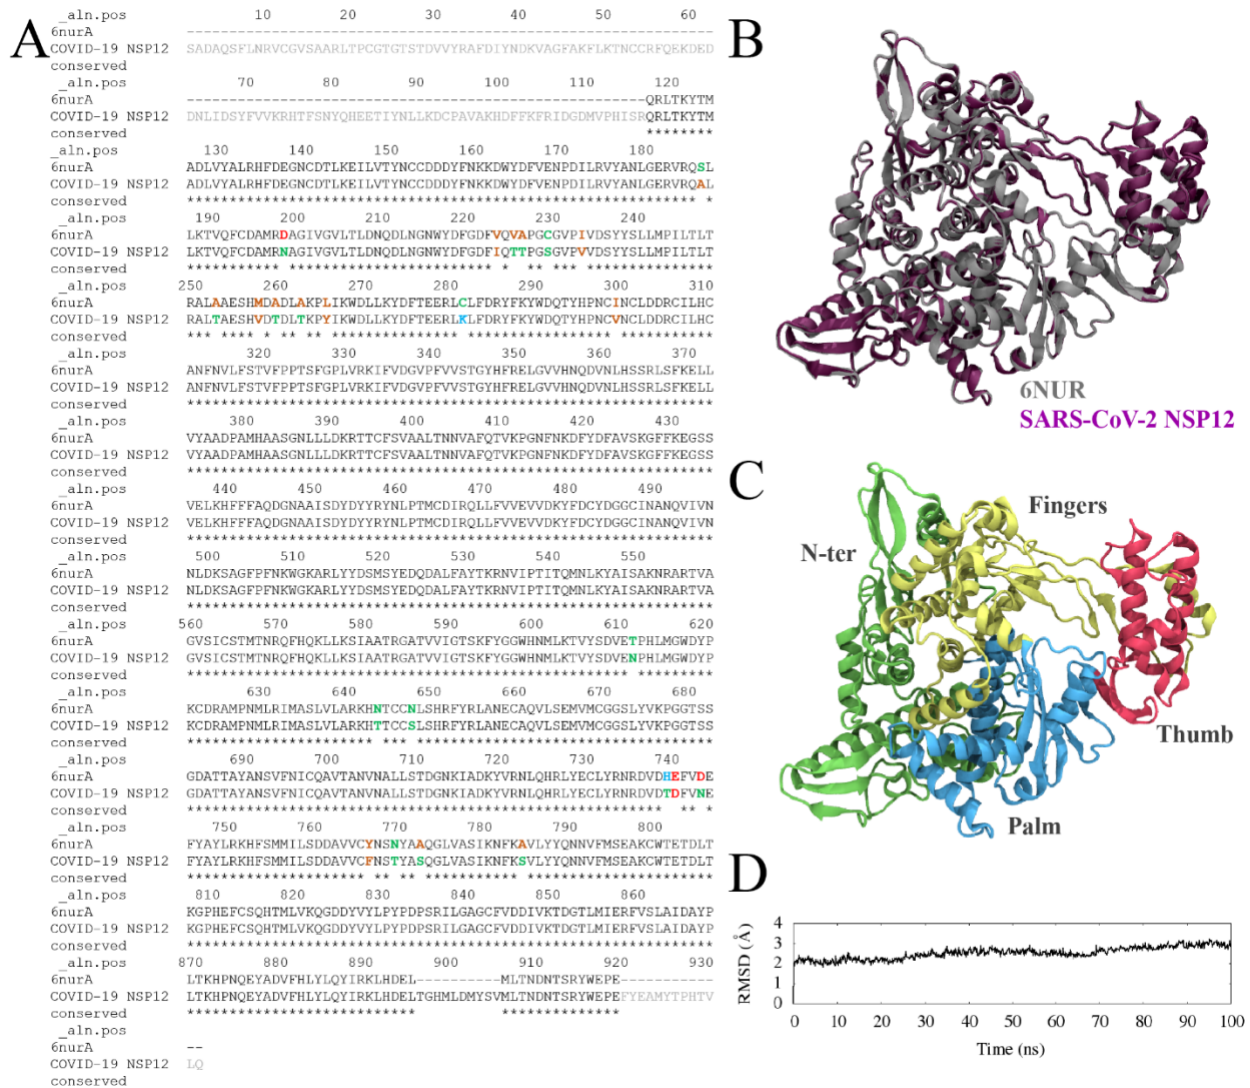 A
_aln.pos 10 20 30 40 50 60
6nurA --------------------------------------------------------------
COVID-19 NSP12 SADAQSFLNRVCGVSAARLTPCGTGTSTDVVYRAFDIYNDKVAGFAKFLKTNCCRFQEKDED
conserved
_aln.pos 70 80 90 100 110 120
6nurA ------------------------------------------------------QRLTKYTM
COVID-19 NSP12 DNLIDSYFVVKRHTFSNYQHEETIYNLLKDCPAVAKHDFFKFRIDGDMVPHISRQRLTKYTM
conserved ********
_aln.pos 130 140 150 160 170 180
6nurA ADLVYALRHFDEGNCDTLKEILVTYNCCDDDYFNKKDWYDFVENPDILRVYANLGERVRQSL
COVID-19 NSP12 ADLVYALRHFDEGNCDTLKEILVTYNCCDDDYFNKKDWYDFVENPDILRVYANLGERVRQAL
conserved ************************************************************ *
_aln.pos 190 200 210 220 230 240
6nurA LKTVQFCDAMRDAGIVGVLTLDNQDLNGNWYDFGDFVQVAPGCGVPIVDSYYSLLMPILTLT
COVID-19 NSP12 LKTVQFCDAMRNAGIVGVLTLDNQDLNGNWYDFGDFIQTTPGSGVPVVDSYYSLLMPILTLT
conserved *********** ************************ *  ** *** ***************
_aln.pos 250 260 270 280 290 300 310
6nurA RALAAESHMDADLAKPLIKWDLLKYDFTEERLCLFDRYFKYWDQTYHPNCINCLDDRCILHC
COVID-19 NSP12 RALTAESHVDTDLTKPYIKWDLLKYDFTEERLKLFDRYFKYWDQTYHPNCVNCLDDRCILHC
conserved *** **** * ** ** *************** ***************** ***********
_aln.pos 320 330 340 350 360 370
6nurA ANFNVLFSTVFPPTSFGPLVRKIFVDGVPFVVSTGYHFRELGVVHNQDVNLHSSRLSFKELL
COVID-19 NSP12 ANFNVLFSTVFPPTSFGPLVRKIFVDGVPFVVSTGYHFRELGVVHNQDVNLHSSRLSFKELL
conserved **************************************************************
_aln.pos 380 390 400 410 420 430
6nurA VYAADPAMHAASGNLLLDKRTTCFSVAALTNNVAFQTVKPGNFNKDFYDFAVSKGFFKEGSS
COVID-19 NSP12 VYAADPAMHAASGNLLLDKRTTCFSVAALTNNVAFQTVKPGNFNKDFYDFAVSKGFFKEGSS
conserved **************************************************************
_aln.pos 440 450 460 470 480 490
6nurA VELKHFFFAQDGNAAISDYDYYRYNLPTMCDIRQLLFVVEVVDKYFDCYDGGCINANQVIVN
COVID-19 NSP12 VELKHFFFAQDGNAAISDYDYYRYNLPTMCDIRQLLFVVEVVDKYFDCYDGGCINANQVIVN
conserved **************************************************************
_aln.pos 500 510 520 530 540 550
6nurA NLDKSAGFPFNKWGKARLYYDSMSYEDQDALFAYTKRNVIPTITQMNLKYAISAKNRARTVA
COVID-19 NSP12 NLDKSAGFPFNKWGKARLYYDSMSYEDQDALFAYTKRNVIPTITQMNLKYAISAKNRARTVA
conserved **************************************************************
_aln.pos 560 570 580 590 600 610 620
6nurA GVSICSTMTNRQFHQKLLKSIAATRGATVVIGTSKFYGGWHNMLKTVYSDVETPHLMGWDYP
COVID-19 NSP12 GVSICSTMTNRQFHQKLLKSIAATRGATVVIGTSKFYGGWHNMLKTVYSDVENPHLMGWDYP
conserved **************************************************** *********
_aln.pos 630 640 650 660 670 680
6nurA KCDRAMPNMLRIMASLVLARKHNTCCNLSHRFYRLANECAQVLSEMVMCGGSLYVKPGGTSS
COVID-19 NSP12 KCDRAMPNMLRIMASLVLARKHTTCCSLSHRFYRLANECAQVLSEMVMCGGSLYVKPGGTSS
conserved ********************** *** ***********************************
_aln.pos 690 700 710 720 730 740
6nurA GDATTAYANSVFNICQAVTANVNALLSTDGNKIADKYVRNLQHRLYECLYRNRDVDHEFVDE
COVID-19 NSP12 GDATTAYANSVFNICQAVTANVNALLSTDGNKIADKYVRNLQHRLYECLYRNRDVDTDFVNE
conserved ********************************************************  ** *
_aln.pos 750 760 770 780 790 800
6nurA FYAYLRKHFSMMILSDDAVVCYNSNYAAQGLVASIKNFKAVLYYQNNVFMSEAKCWTETDLT
COVID-19 NSP12 FYAYLRKHFSMMILSDDAVVCFNSTYASQGLVASIKNFKSVLYYQNNVFMSEAKCWTETDLT
conserved ********************* ** ** *********** **********************
_aln.pos 810 820 830 840 850 860
6nurA KGPHEFCSQHTMLVKQGDDYVYLPYPDPSRILGAGCFVDDIVKTDGTLMIERFVSLAIDAYP
COVID-19 NSP12 KGPHEFCSQHTMLVKQGDDYVYLPYPDPSRILGAGCFVDDIVKTDGTLMIERFVSLAIDAYP
conserved **************************************************************
_aln.pos 870 880 890 900 910 920 930
6nurA LTKHPNQEYADVFHLYLQYIRKLHDEL----------MLTNDNTSRYWEPE-----------
COVID-19 NSP12 LTKHPNQEYADVFHLYLQYIRKLHDELTGHMLDMYSVMLTNDNTSRYWEPEFYEAMYTPHTV
conserved ***************************          **************
_aln.pos
6nurA --
COVID-19 NSP12 LQ
conserved
B
6NUR
SARS-CoV-2 NSP12
C
Fingers
N-ter
Thumb
Palm
D
RMSD (Å)
4
3
2
1
0
0 10 20 30 40 50 60 70 80 90 100
Time (ns)